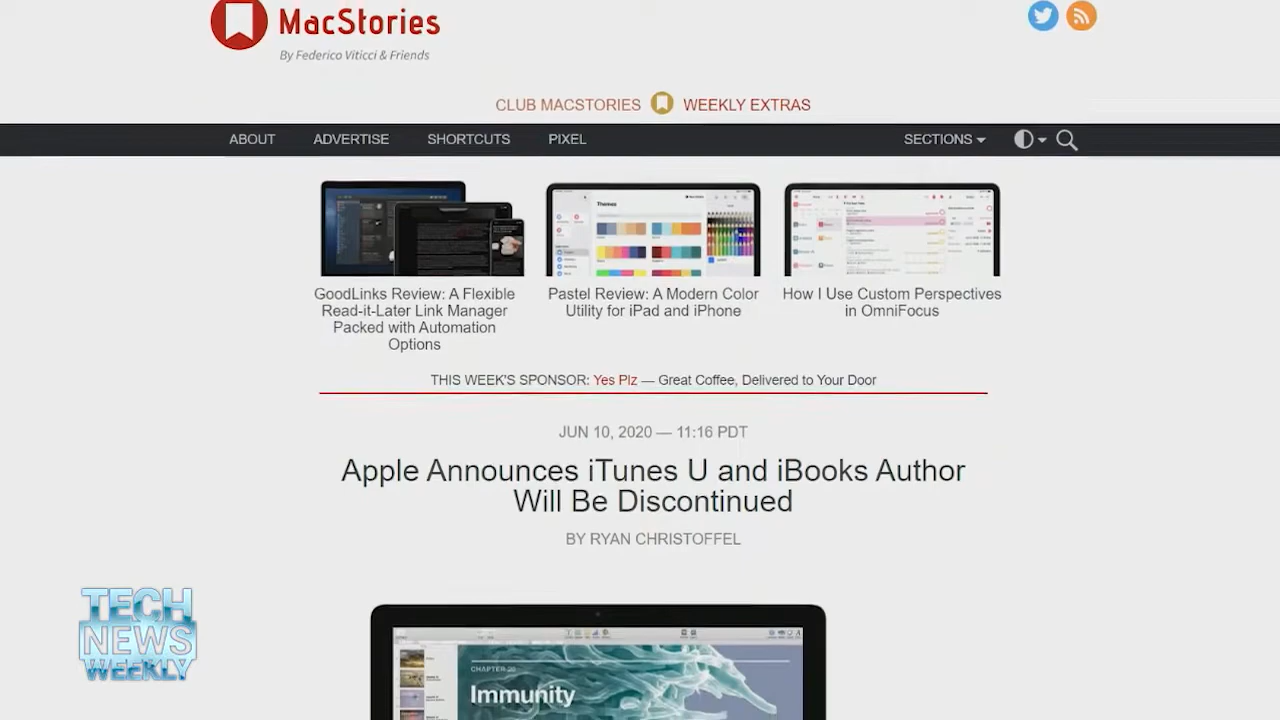 MacStories
By Federico Viticci & Friends
CLUB MACSTORIES WEEKLY EXTRAS
ABOUT ADVERTISE SHORTCUTS PIXEL SECTIONS
Themes
GoodLinks Review: A Flexible
Read-it-Later Link Manager
Packed with Automation
Options
Pastel Review: A Modern Color
Utility for iPad and iPhone
How I Use Custom Perspectives
in OmniFocus
THIS WEEK'S SPONSOR: Yes Plz — Great Coffee, Delivered to Your Door
JUN 10, 2020 — 11:16 PDT
Apple Announces iTunes U and iBooks Author
Will Be Discontinued
BY RYAN CHRISTOFFEL
CHAPTER 20
Immunity
TECH
NEWS
WEEKLY